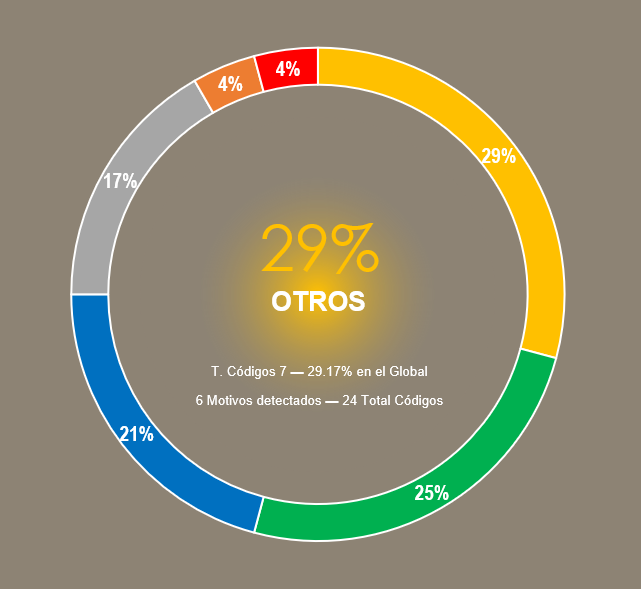 4%
4%
29%
17%
29%
OTROS
T. Códigos 7 — 29.17% en el Global
6 Motivos detectados — 24 Total Códigos
21%
25%